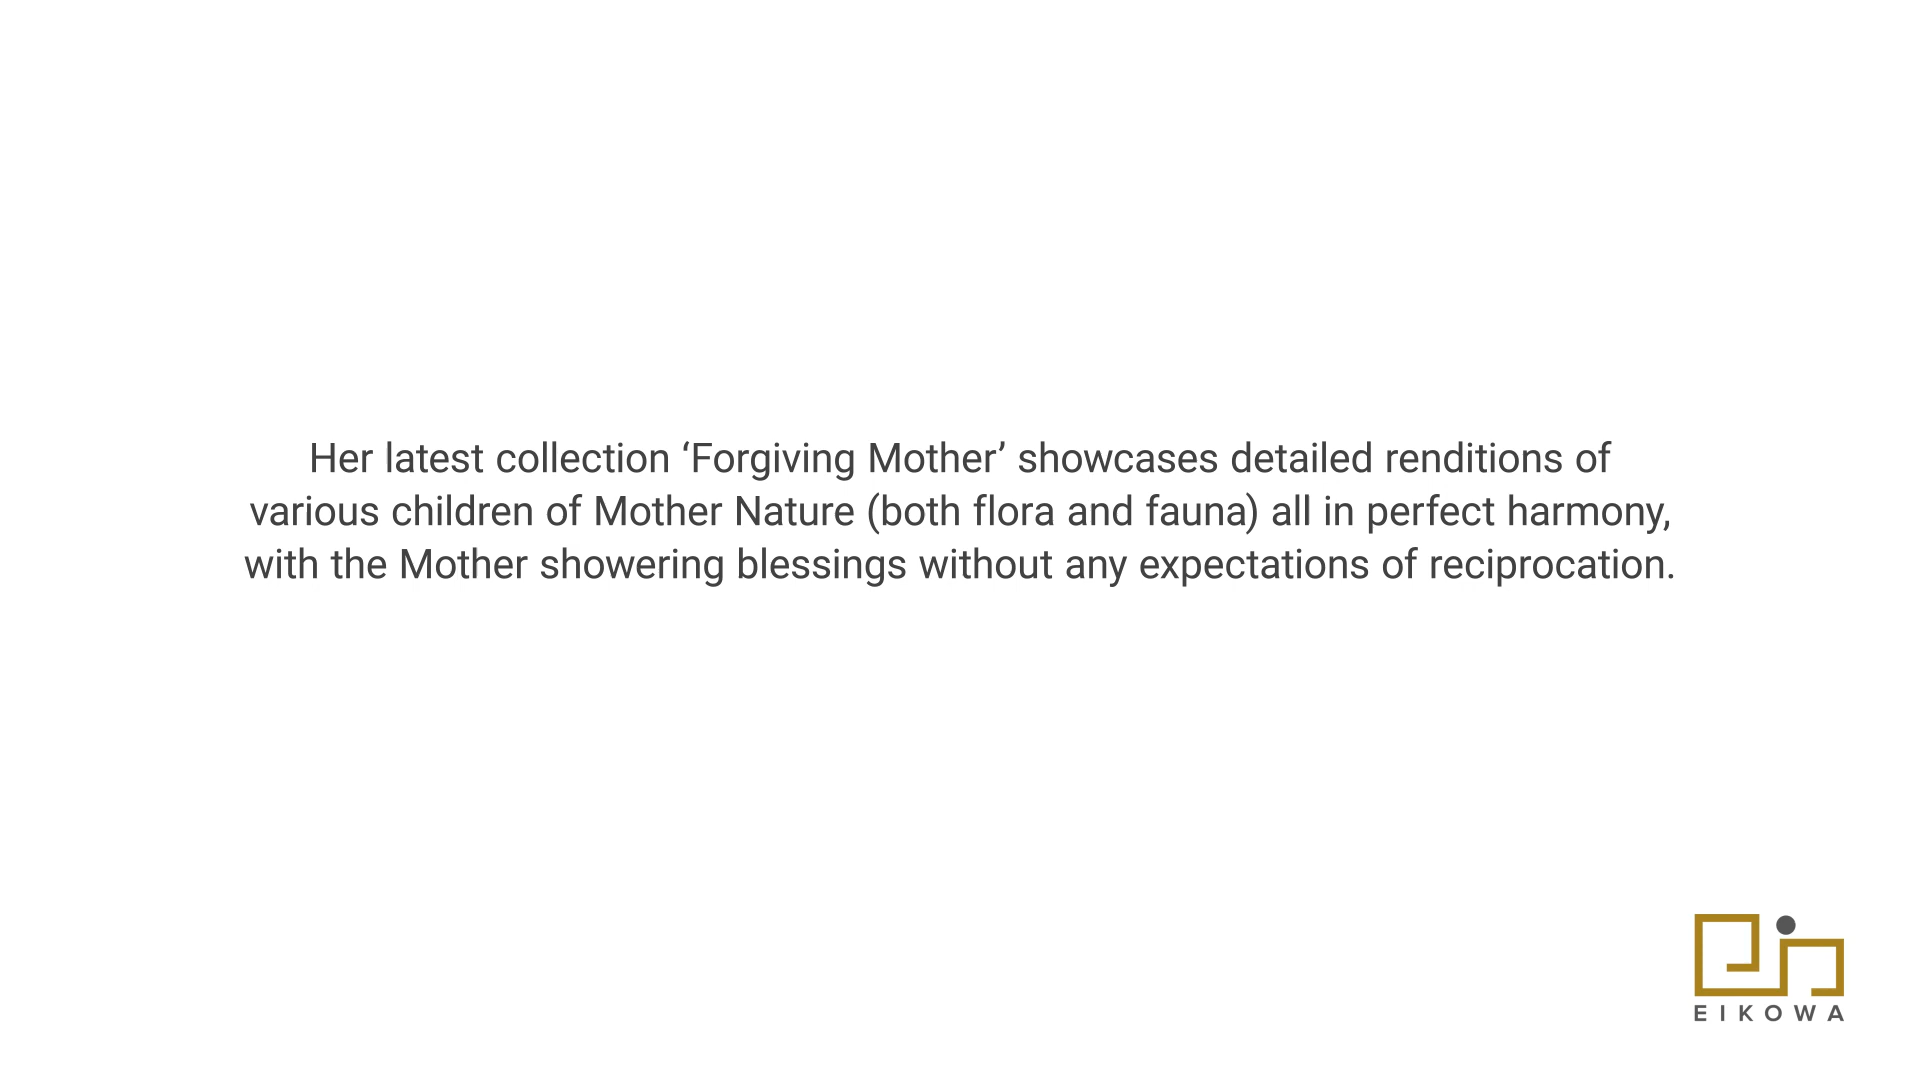 Her latest collection ‘Forgiving Mother’ showcases detailed renditions of
various children of Mother Nature (both flora and fauna) all in perfect harmony,
with the Mother showering blessings without any expectations of reciprocation.
EIKOWA